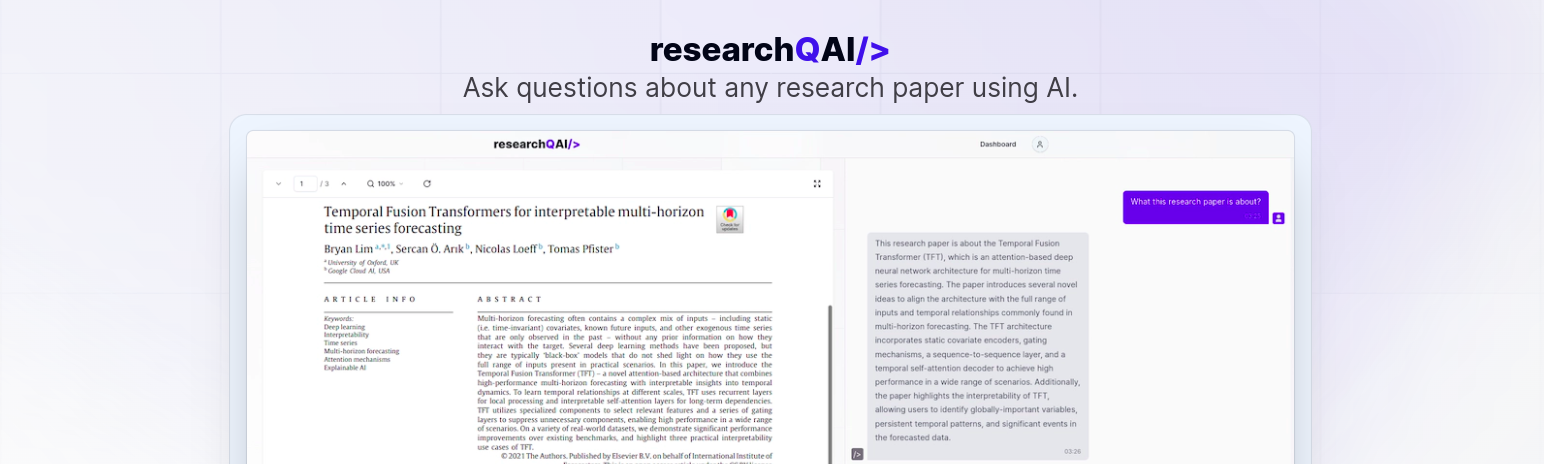 researchQAI/>
Ask questions about any research paper using AI.
researchQAI/>
Dashboard
1 / 3
100%
Temporal Fusion Transformers for interpretable multi-horizon
time series forecasting
Check for
updates
Bryan Lim a,*,1, Sercan Ö. Arık b, Nicolas Loeff b, Tomas Pfister b
a University of Oxford, UK
b Google Cloud AI, USA
ARTICLE INFO
Keywords:
Deep learning
Interpretability
Time series
Multi-horizon forecasting
Attention mechanisms
Explainable AI
ABSTRACT
Multi-horizon forecasting often contains a complex mix of inputs – including static
(i.e. time-invariant) covariates, known future inputs, and other exogenous time series
that are only observed in the past – without any prior information on how they
interact with the target. Several deep learning methods have been proposed, but
they are typically ‘black-box’ models that do not shed light on how they use the
full range of inputs present in practical scenarios. In this paper, we introduce the
Temporal Fusion Transformer (TFT) – a novel attention-based architecture that combines
high-performance multi-horizon forecasting with interpretable insights into temporal
dynamics. To learn temporal relationships at different scales, TFT uses recurrent layers
for local processing and interpretable self-attention layers for long-term dependencies.
TFT utilizes specialized components to select relevant features and a series of gating
layers to suppress unnecessary components, enabling high performance in a wide range
of scenarios. On a variety of real-world datasets, we demonstrate significant performance
improvements over existing benchmarks, and highlight three practical interpretability
use cases of TFT.
© 2021 The Authors. Published by Elsevier B.V. on behalf of International Institute of
What this research paper is about?
This research paper is about the Temporal Fusion
Transformer (TFT), which is an attention-based deep
neural network architecture for multi-horizon time
series forecasting. The paper introduces several novel
ideas to align the architecture with the full range of
inputs and temporal relationships commonly found in
multi-horizon forecasting. The TFT architecture
incorporates static covariate encoders, gating
mechanisms, a sequence-to-sequence layer, and a
temporal self-attention decoder to achieve high
performance in a wide range of scenarios. Additionally,
the paper highlights the interpretability of TFT,
allowing users to identify globally-important variables,
persistent temporal patterns, and significant events in
the forecasted data.
03:26
/>